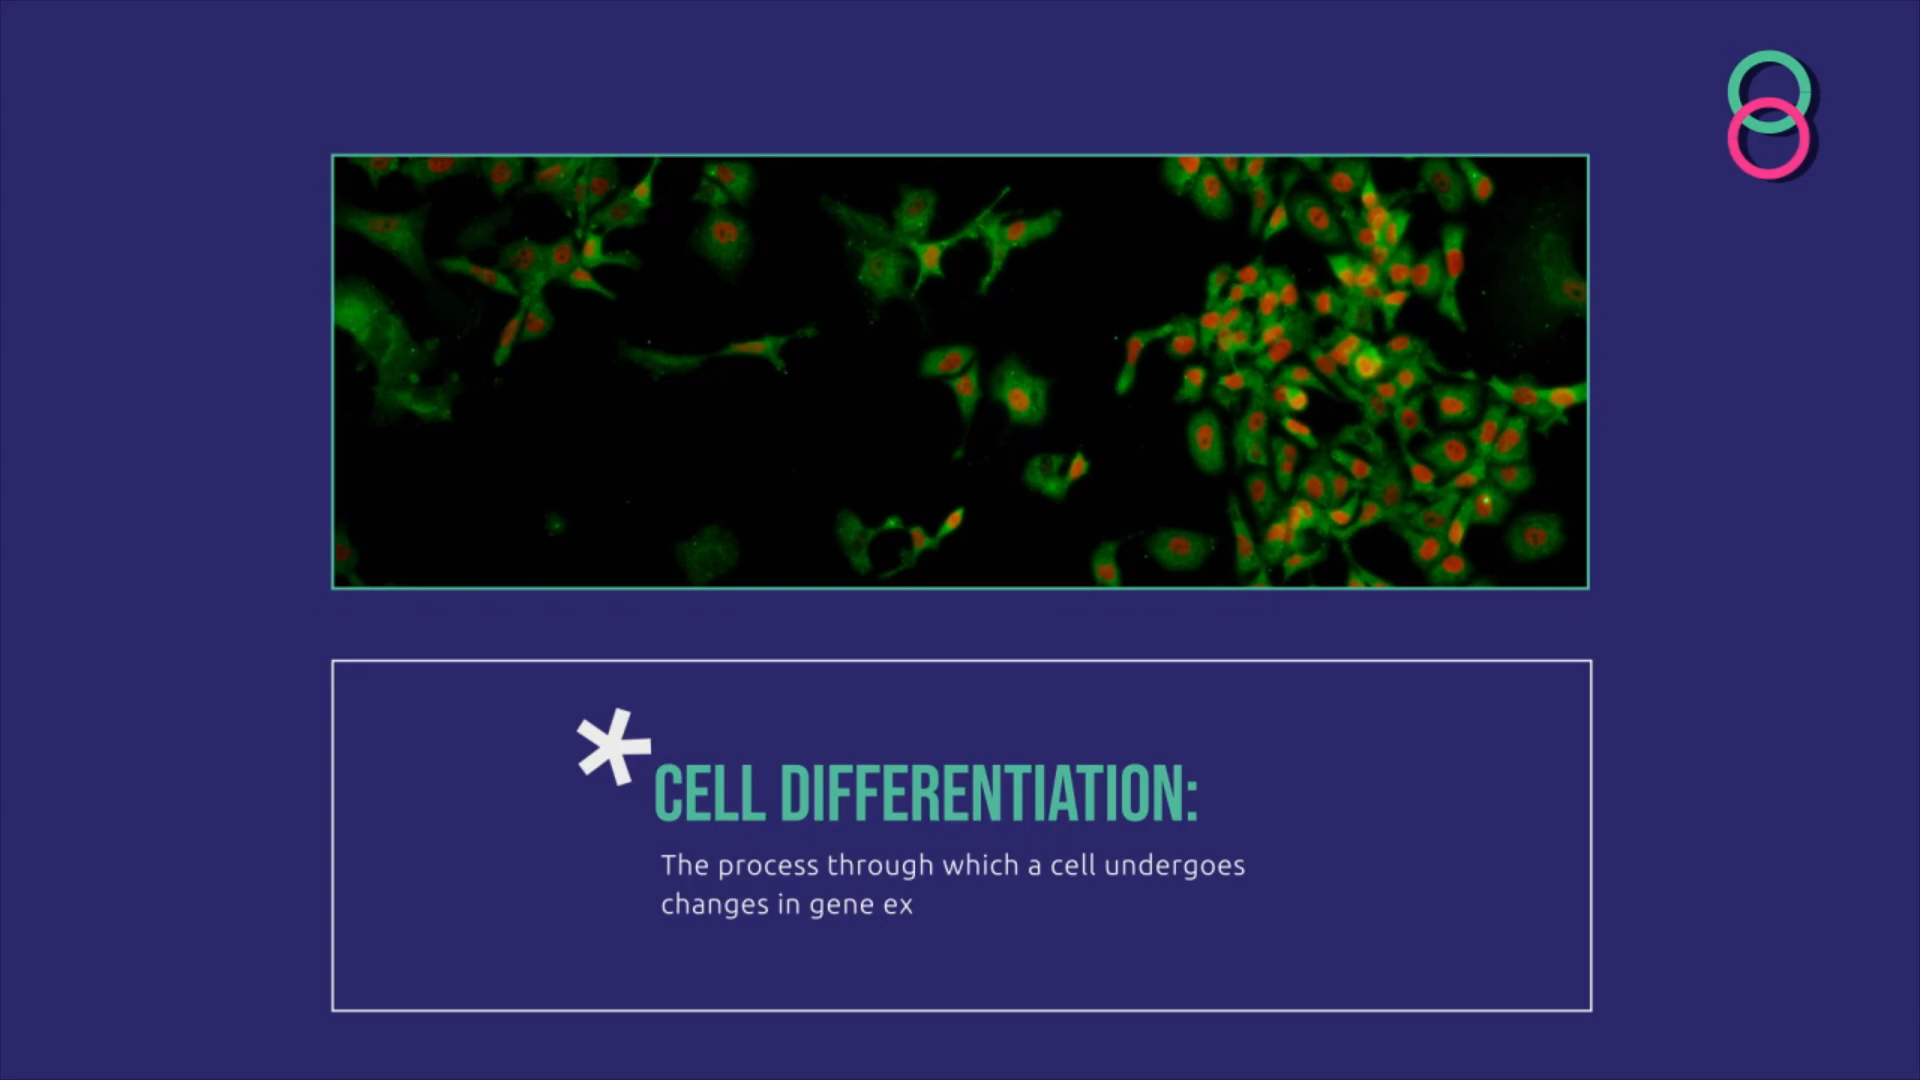 * CELL DIFFERENTIATION:
The process through which a cell undergoes
changes in gene ex